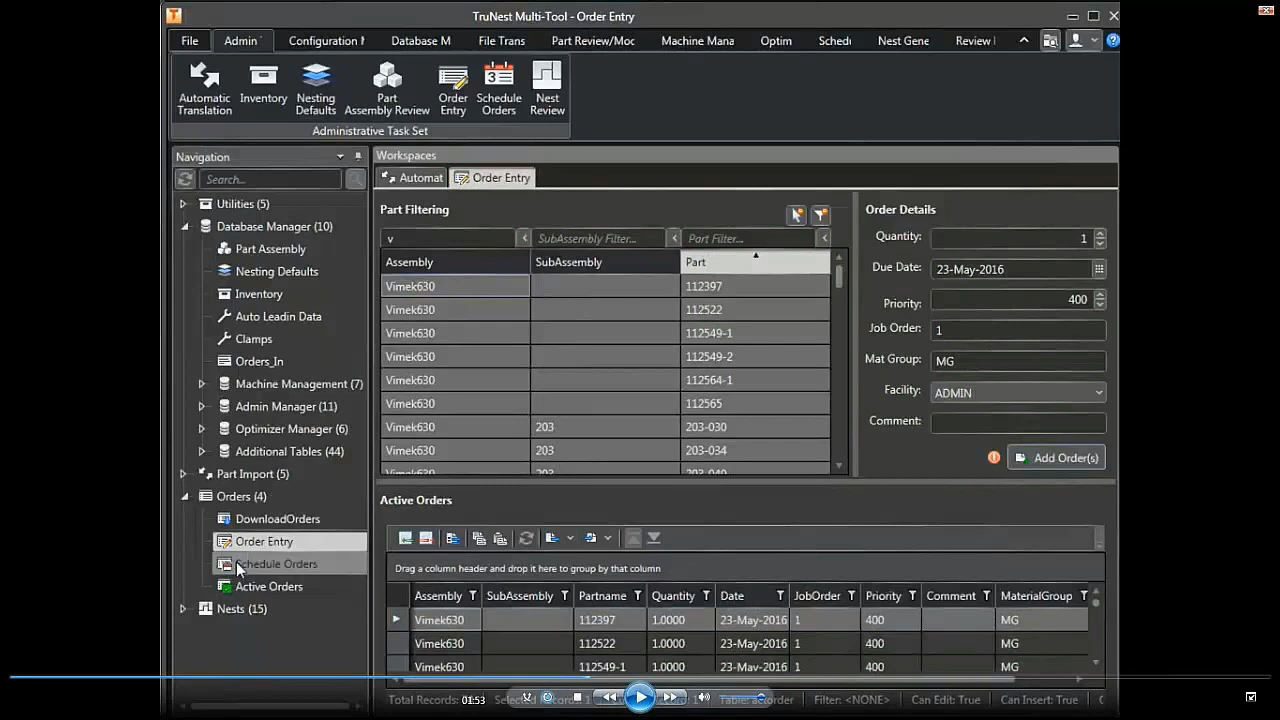 TruNest Multi-Tool - Order Entry
File Admin Configuration M Database M File Trans Part Review/Moc Machine Mana Optim Schedu Nest Gene Review I
Automatic Translation
Inventory
Nesting Defaults
Part Assembly Review
Order Entry
3
Schedule Orders
Nest Review
Administrative Task Set
Navigation
Search...
Utilities (5)
Database Manager (10)
Part Assembly
Nesting Defaults
Inventory
Auto Leadin Data
Clamps
Orders_In
Machine Management (7)
Admin Manager (11)
Optimizer Manager (6)
Additional Tables (44)
Part Import (5)
Orders (4)
DownloadOrders
Order Entry
Schedule Orders
Active Orders
Nests (15)
Workspaces
Automat Order Entry
Part Filtering
v SubAssembly Filter... Part Filter...
Assembly SubAssembly Part
Vimek630 112397
Vimek630 112522
Vimek630 112549-1
Vimek630 112549-2
Vimek630 112564-1
Vimek630 112565
Vimek630 203 203-030
Vimek630 203 203-034
Vimek630 203
Order Details
Quantity: 1
Due Date: 23-May-2016
Priority: 400
Job Order: 1
Mat Group: MG
Facility: ADMIN
Comment:
Add Order(s)
Active Orders
Drag a column header and drop it here to group by that column
Assembly SubAssembly Partname Quantity Date JobOrder Priority Comment MaterialGroup
Vimek630 112397 1.0000 23-May-2016 1 400 MG
Vimek630 112522 1.0000 23-May-2016 1 400 MG
Vimek630 112549-1 1.0000 23-May-2016 1 400 MG
Total Records: 01:53 Selected Records: 1 Filter: <NONE> Can Edit: True Can Insert: True